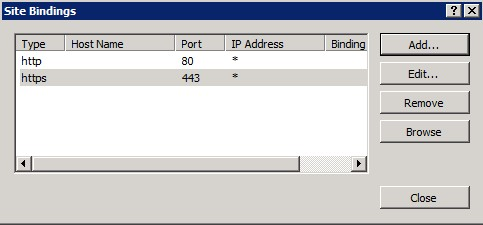 Site Bindings
Type Host Name Port IP Address Binding
http 80 *
https 443 *
Add...
Edit...
Remove
Browse
Close